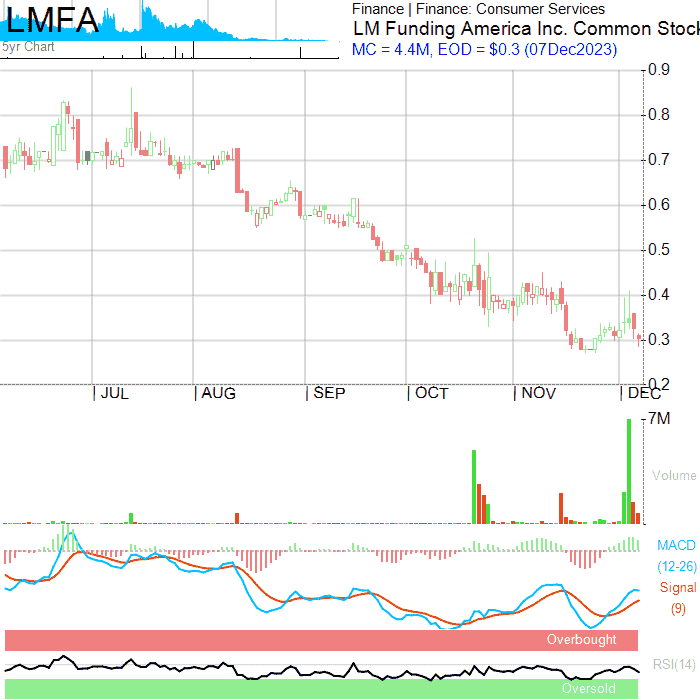 LMFA
5yr Chart
Finance | Finance: Consumer Services
LM Funding America Inc. Common Stock
MC = 4.4M, EOD = $0.3 (07Dec2023)
0.9
0.8
0.7
0.6
0.5
0.4
0.3
0.2
JUL AUG SEP OCT NOV DEC
7M
Volume
MACD
(12-26)
Signal
(9)
Overbought
RSI(14)
Oversold